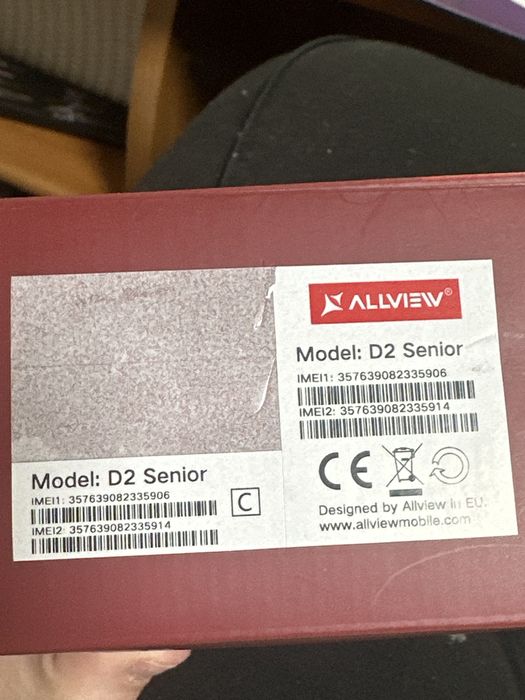 ALLVIEW®
Model: D2 Senior
IMEI1: 357639082335906
IMEI2: 357639082335914
CE
Designed by Allview in EU.
www.allviewmobile.com
Model: D2 Senior
IMEI1: 357639082335906
C
IMEI2: 357639082335914